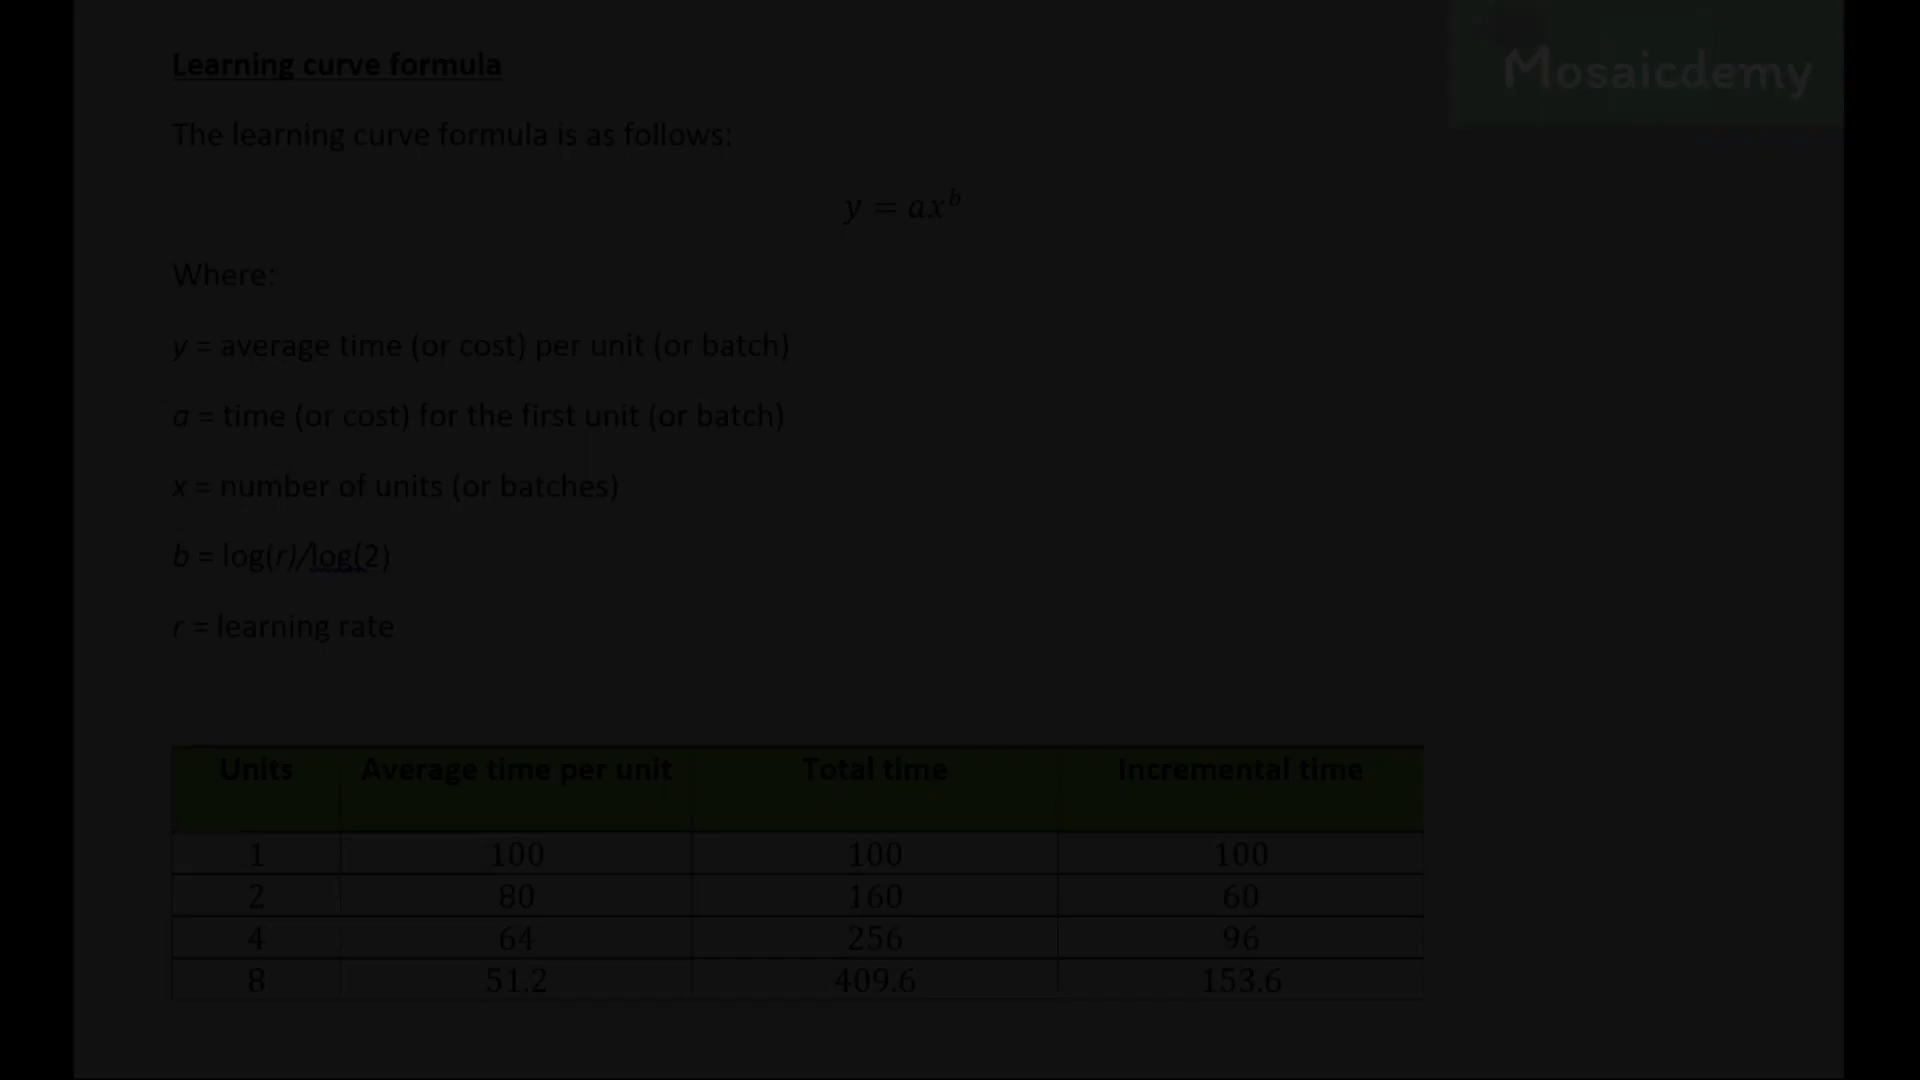 Learning curve formula
Mosaicdemy
The learning curve formula is as follows:
y = ax^b
Where:
y = average time (or cost) per unit (or batch)
a = time (or cost) for the first unit (or batch)
x = number of units (or batches)
b = log(r)/log(2)
r = learning rate
Units Average time per unit Total time Incremental time
1 100 100 100
2 80 160 60
4 64 256 96
8 51.2 409.6 153.6